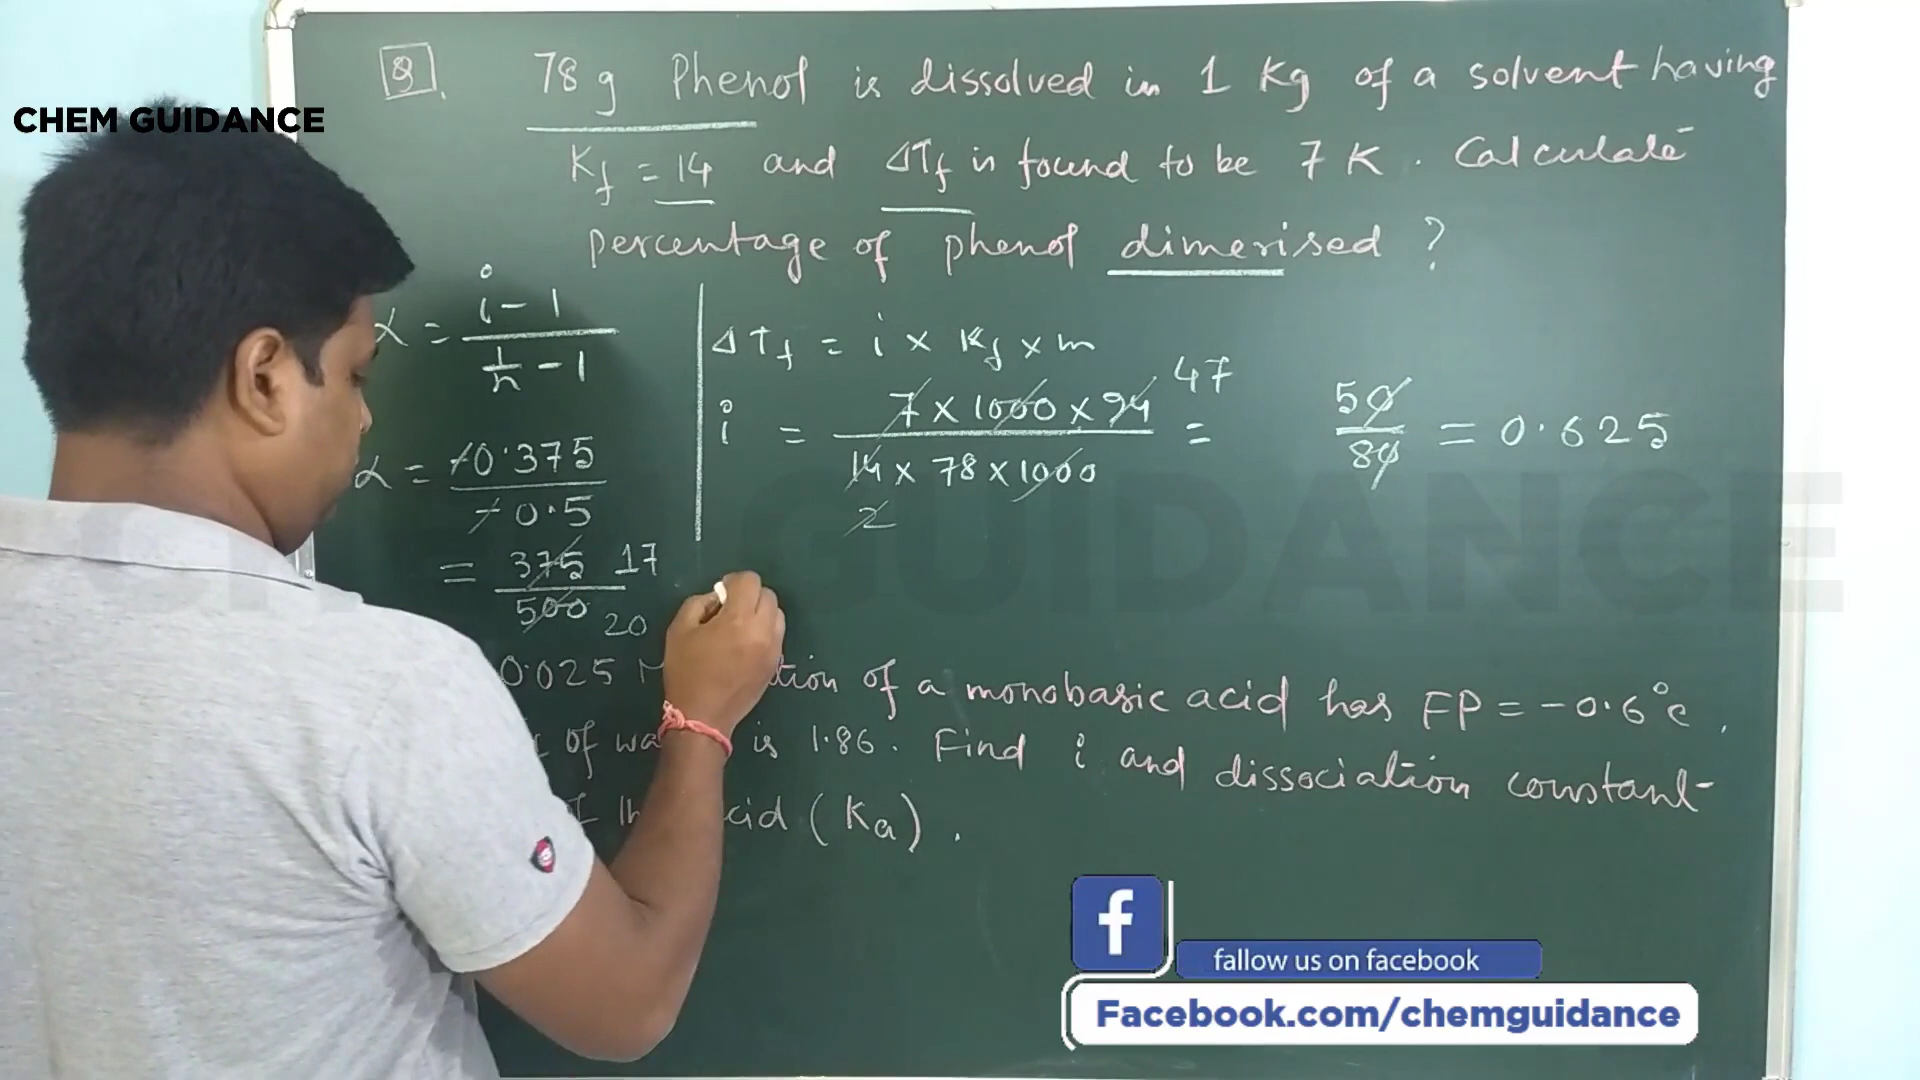 CHEM GUIDANCE
Q. 78 g Phenol is dissolved in 1 Kg of a solvent having
Kf = 14 and ΔTf is found to be 7 K. Calculate
percentage of phenol dimerised ?
α = i - 1 / 1/n - 1
ΔTf = i × Kf × m
i = 7 × 1000 × 94 / 14 × 78 × 1000 =
47
2
50 / 80 = 0.625
α = -0.375 / -0.5
= 375 / 500
17
20
GUIDANCE
0.025 M of a monobasic acid has FP = -0.6°c.
of is 1.86. Find i and dissociation constant
(Ka).
f
fallow us on facebook
Facebook.com/chemguidance